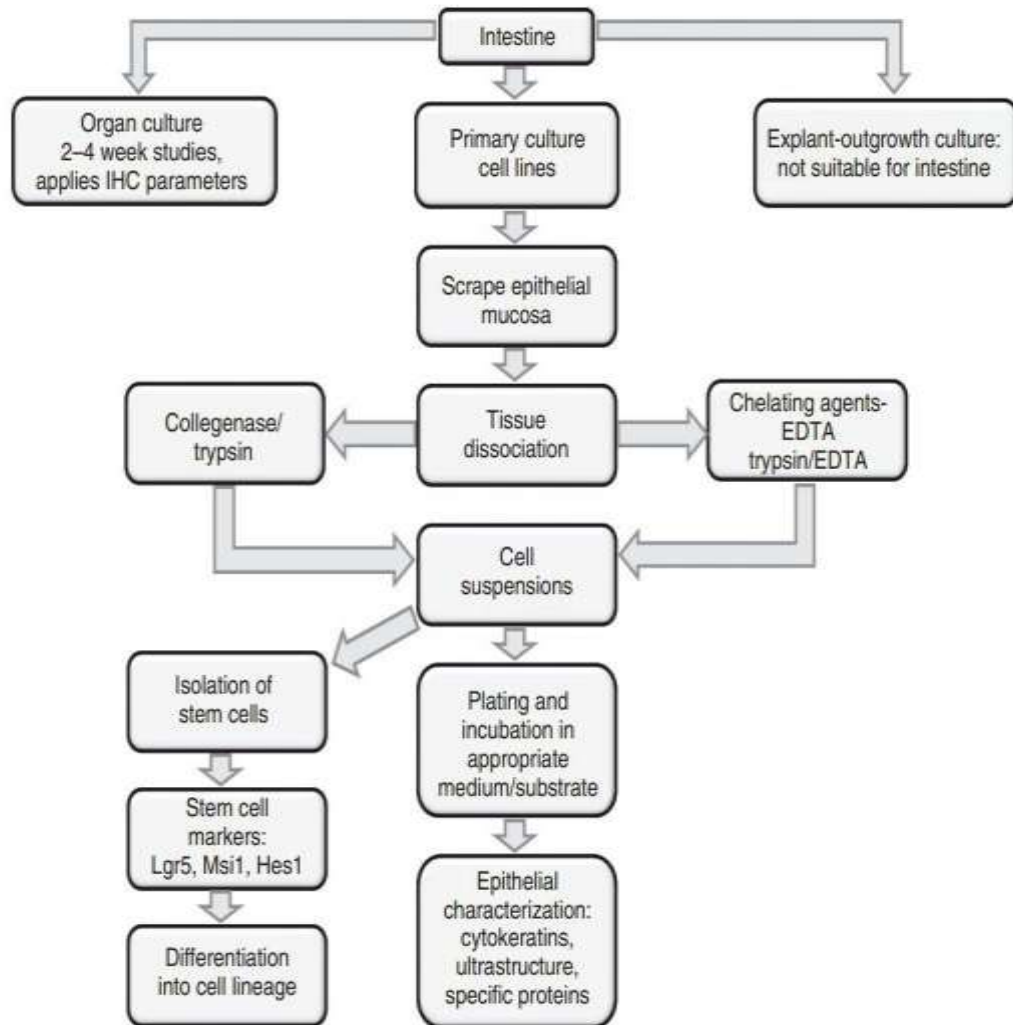 Intestine
Organ culture
2–4 week studies,
applies IHC parameters
Primary culture
cell lines
Explant-outgrowth culture:
not suitable for intestine
Scrape epithelial
mucosa
Collegenase/
trypsin
Tissue
dissociation
Chelating agents-
EDTA
trypsin/EDTA
Cell
suspensions
Isolation of
stem cells
Plating and
incubation in
appropriate
medium/substrate
Stem cell
markers:
Lgr5, Msi1, Hes1
Epithelial
characterization:
cytokeratins,
ultrastructure,
specific proteins
Differentiation
into cell lineage